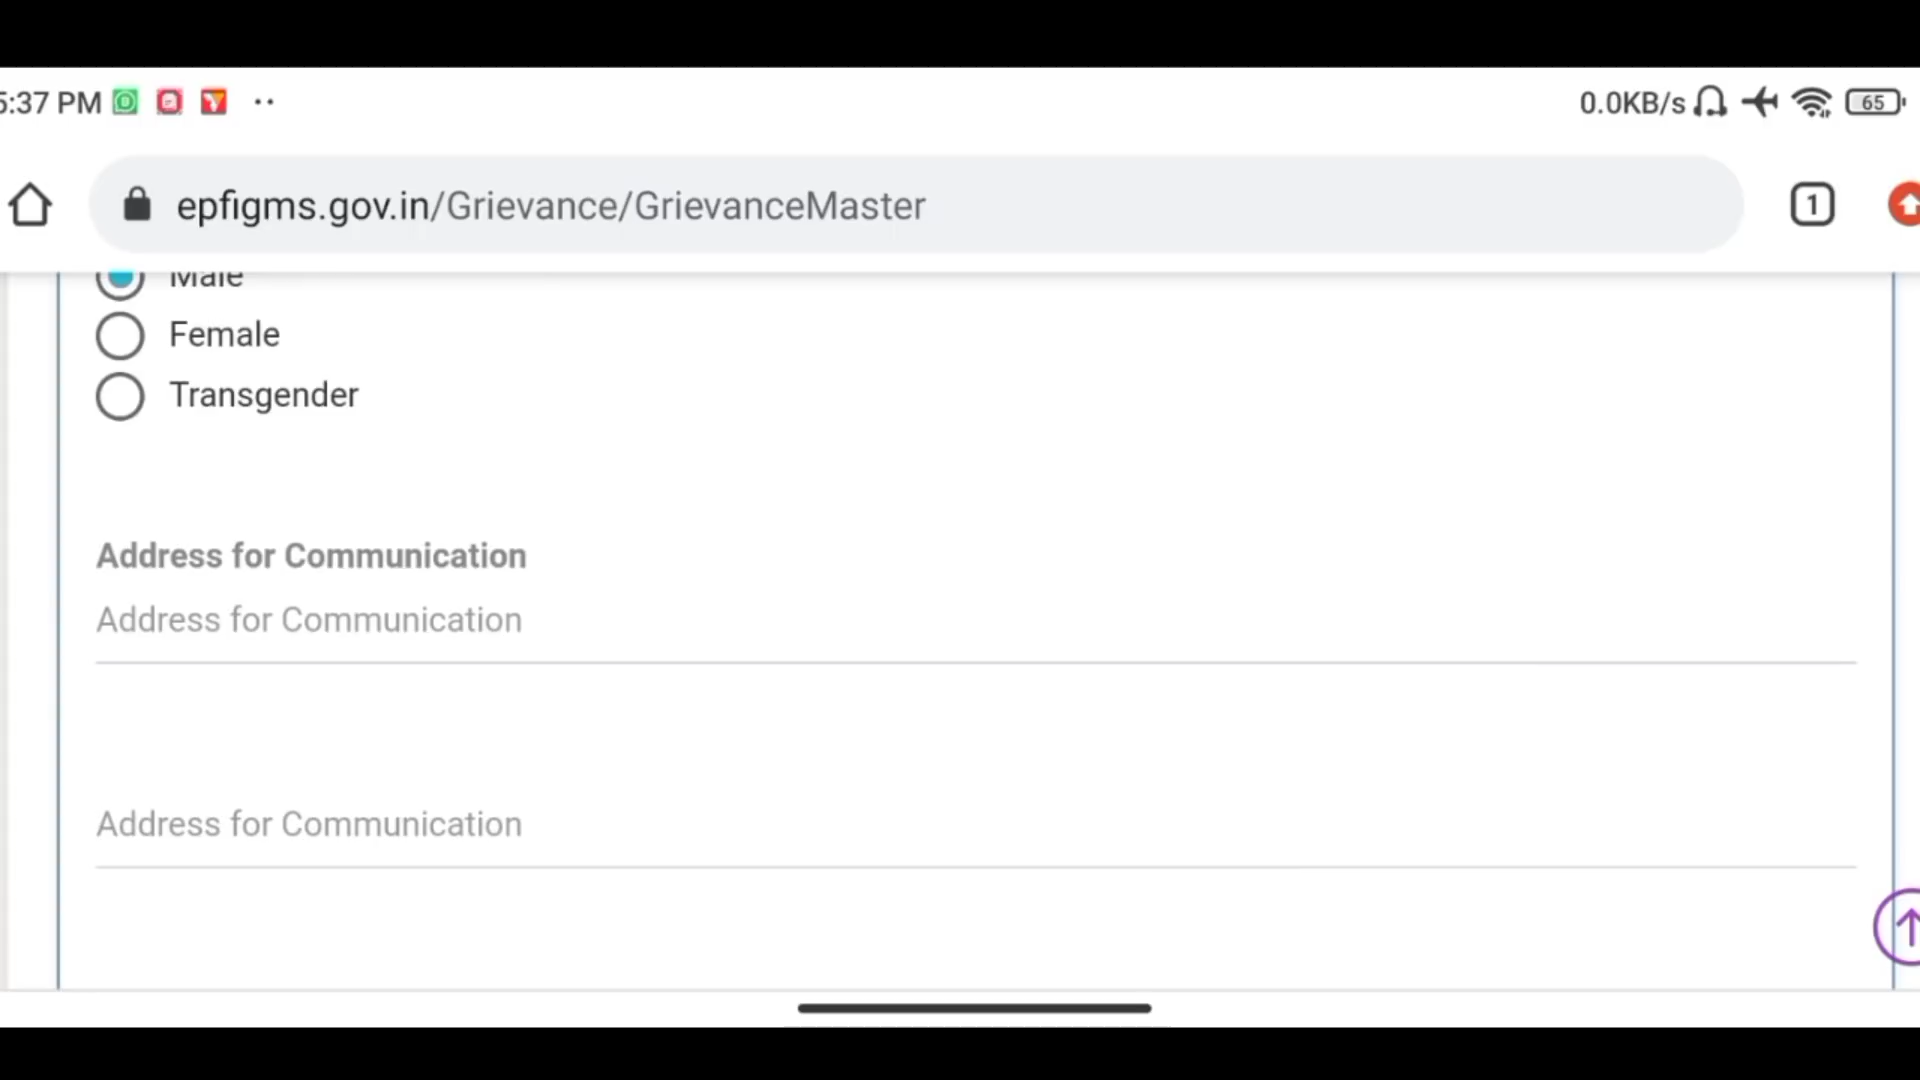 5:37 PM
0.0KB/s
65
epfigms.gov.in/Grievance/GrievanceMaster
1
Male
Female
Transgender
Address for Communication
Address for Communication
Address for Communication